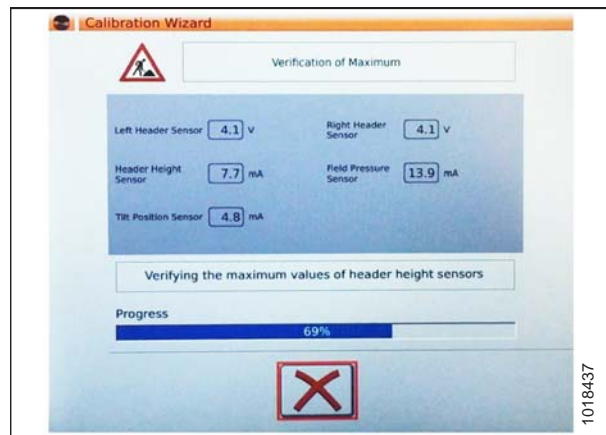 Calibration Wizard
Verification of Maximum
Left Header Sensor 4.1 V
Right Header
Sensor 4.1 V
Header Height
Sensor 7.7 mA
Field Pressure
Sensor 13.9 mA
Tilt Position Sensor 4.8 mA
Verifying the maximum values of header height sensors
Progress
69%
1018437